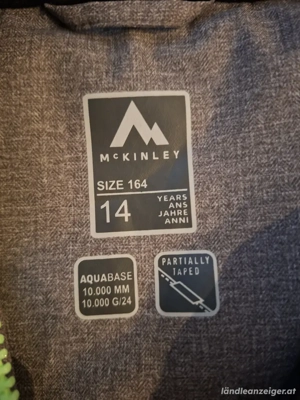 McKINLEY
SIZE 164
14
YEARS
ANS
JAHRE
ANNI
AQUABASE
10.000 MM
10.000 G/24
PARTIALLY
TAPED
ländleanzeiger.at